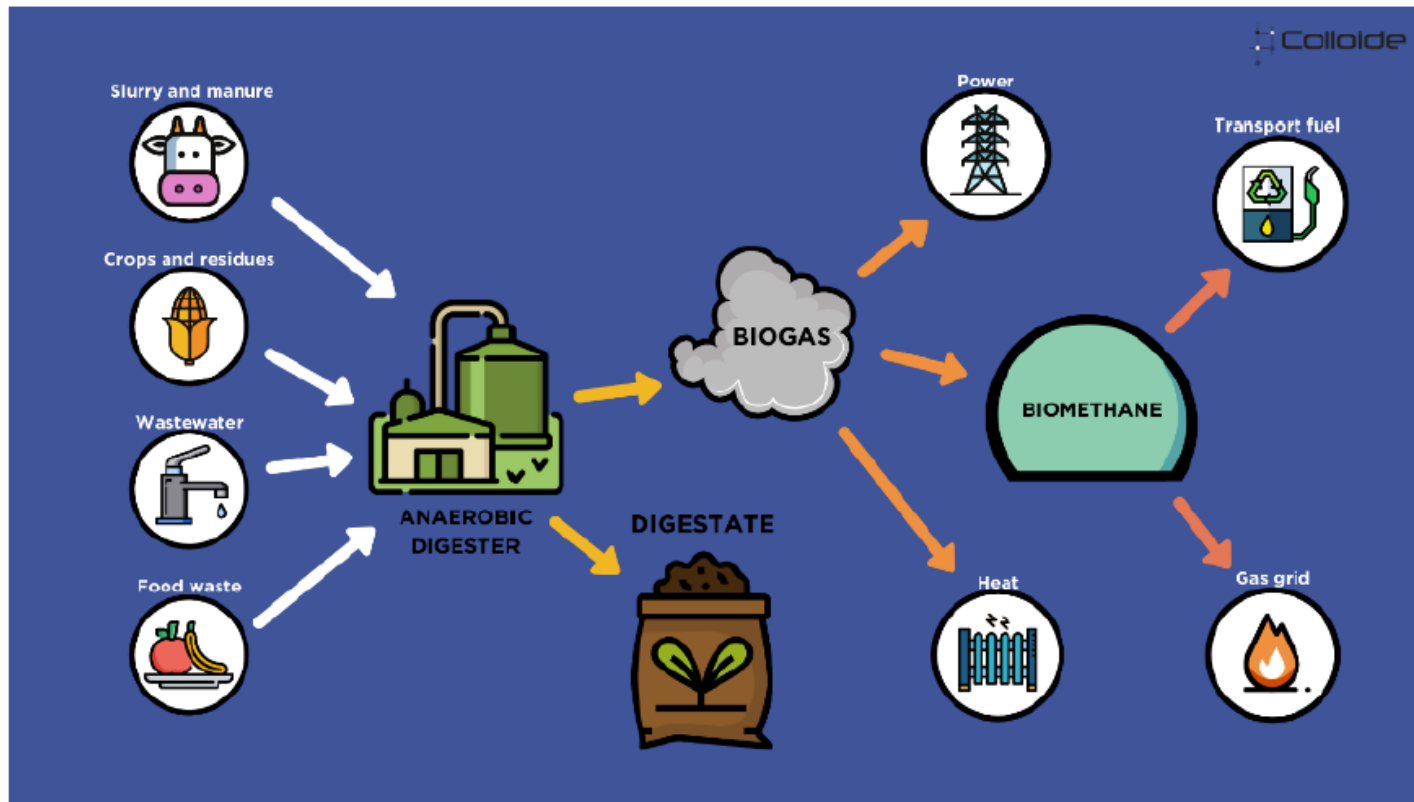 Colloide
Slurry and manure
Crops and residues
Wastewater
Food waste
ANAEROBIC
DIGESTER
BIOGAS
DIGESTATE
Power
BIOMETHANE
Heat
Transport fuel
Gas grid